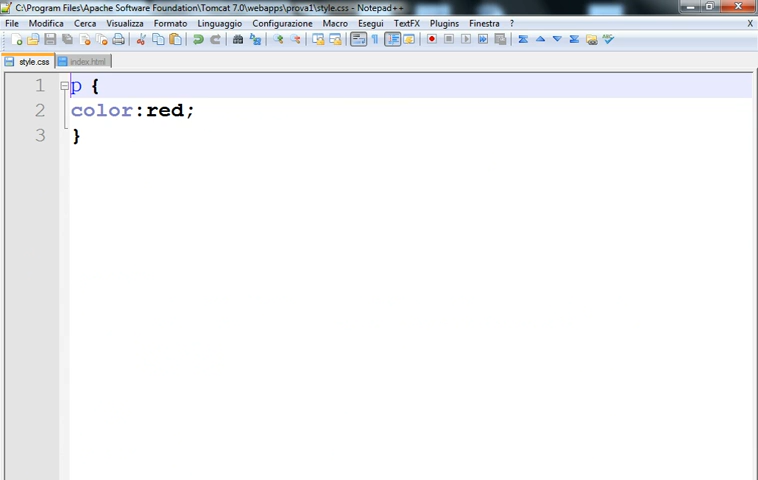 C:\Program Files\Apache Software Foundation\Tomcat 7.0\webapps\prova1\style.css - Notepad++
File Modifica Cerca Visualizza Formato Linguaggio Configurazione Macro Esegui TextFX Plugins Finestra ? X
style.css index.html
1 p {
2 color:red;
3 }